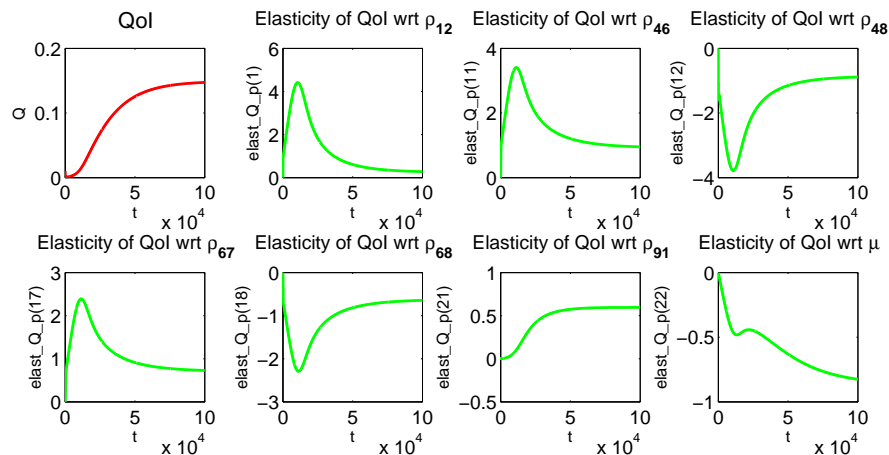 QoI
0.2
0.1
0
Q
0 5 10
t
x 10^4
Elasticity of QoI wrt ρ_12
6
4
2
0
elast_Q_p(1)
0 5 10
t
x 10^4
Elasticity of QoI wrt ρ_46
4
2
0
elast_Q_p(11)
0 5 10
t
x 10^4
Elasticity of QoI wrt ρ_48
0
−2
−4
elast_Q_p(12)
0 5 10
t
x 10^4
Elasticity of QoI wrt ρ_67
3
2
1
0
elast_Q_p(17)
0 5 10
t
x 10^4
Elasticity of QoI wrt ρ_68
0
−1
−2
−3
elast_Q_p(18)
0 5 10
t
x 10^4
Elasticity of QoI wrt ρ_91
1
0.5
0
−0.5
elast_Q_p(21)
0 5 10
t
x 10^4
Elasticity of QoI wrt μ
0
−0.5
−1
elast_Q_p(22)
0 5 10
t
x 10^4